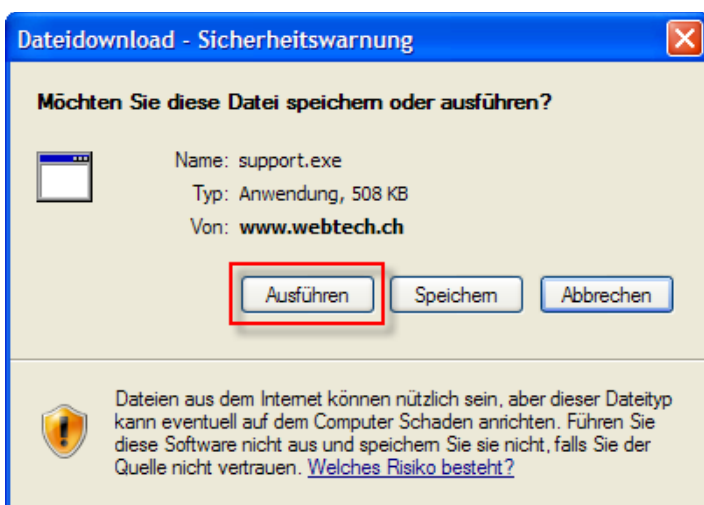 Dateidownload - Sicherheitswarnung
Möchten Sie diese Datei speichern oder ausführen?
Name: support.exe
Typ: Anwendung, 508 KB
Von: www.webtech.ch
Ausführen Speichern Abbrechen
Dateien aus dem Internet können nützlich sein, aber dieser Dateityp
kann eventuell auf dem Computer Schaden anrichten. Führen Sie
diese Software nicht aus und speichern Sie sie nicht, falls Sie der
Quelle nicht vertrauen. Welches Risiko besteht?